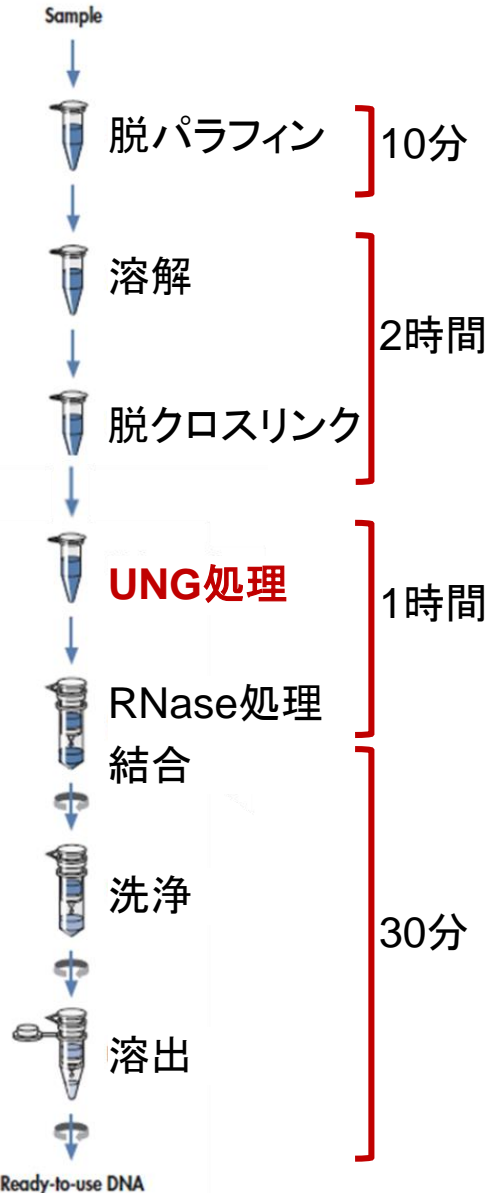 Sample
脱パラフィン
10分
溶解
2時間
脱クロスリンク
UNG処理
1時間
RNase処理
結合
洗浄
30分
溶出
Ready-to-use DNA